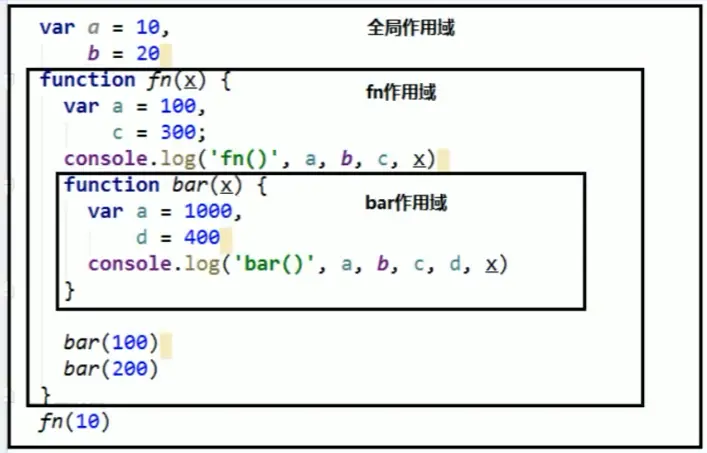 var a = 10, 全局作用域
b = 20
function fn(x) { fn作用域
var a = 100,
c = 300;
console.log('fn()', a, b, c, x)
function bar(x) {
var a = 1000, bar作用域
d = 400
console.log('bar()', a, b, c, d, x)
}
bar(100)
bar(200)
}
fn(10)